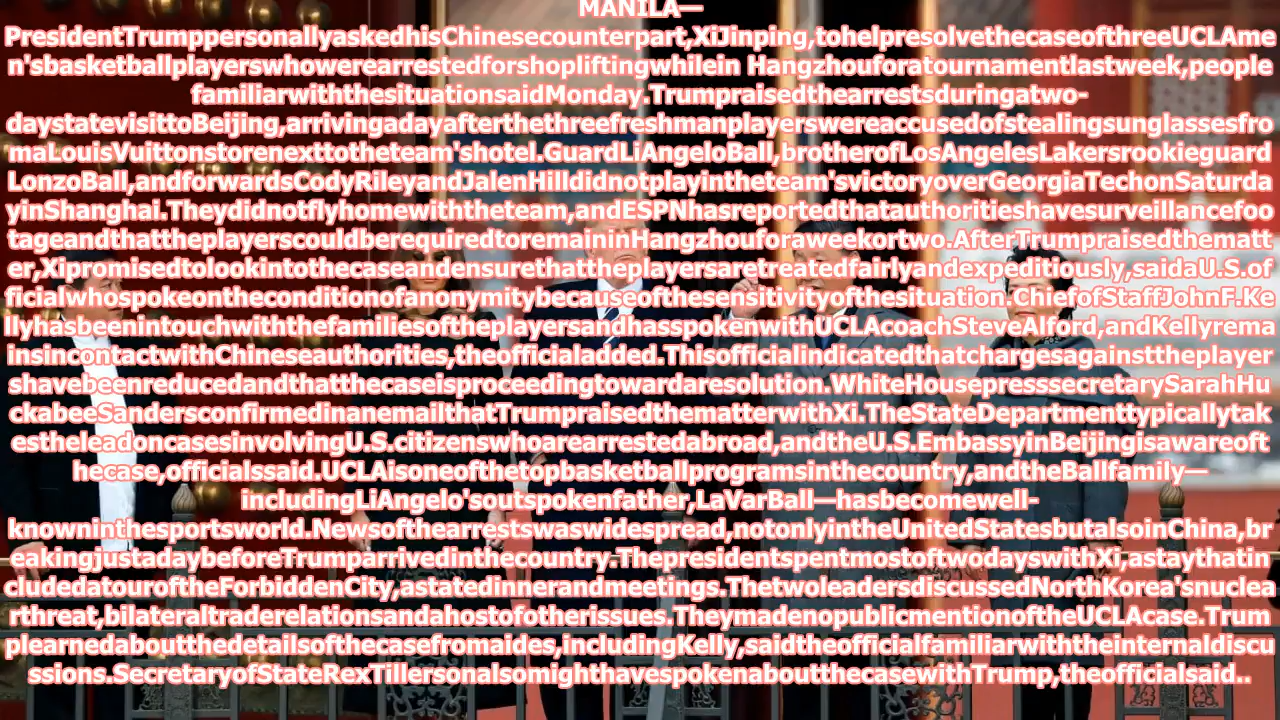 MANILA—
PresidentTrumppersonallyaskedhisChinesecounterpart,XiJinping,tohelpresolvethecaseofthreeUCLAme
n'sbasketballplayerswhowerearrestedforshopliftingwhilein Hangzhouforatournamentlastweek,people
familiarwiththesituationsaidMonday.Trumpraisedthearrestsduringatwo-
daystatevisittoBeijing,arrivingadayafterthethreefreshmanplayerswereaccusedofstealingsunglassesfro
maLouisVuittonstorenexttotheteam'shotel.GuardLiAngeloBall,brotherofLosAngelesLakersrookieguard
LonzoBall,andforwardsCodyRileyandJalenHilldidnotplayintheteam'svictoryoverGeorgiaTechonSaturda
yinShanghai.Theydidnotflyhomewiththeteam,andESPNhasreportedthatauthoritieshavesurveillancefoo
tageandthattheplayerscouldberequiredtoremaininHangzhouforaweekortwo.AfterTrumpraisedthematt
er,Xipromisedtolookintothecaseandensurethattheplayersaretreatedfairlyandexpeditiously,saidaU.S.of
ficialwhospokeontheconditionofanonymitybecauseofthesensitivityofthesituation.ChiefofStaffJohnF.Ke
llyhasbeenintouchwiththefamiliesoftheplayersandhasspokenwithUCLAcoachSteveAlford,andKellyrema
insincontactwithChineseauthorities,theofficialadded.Thisofficialindicatedthatchargesagainsttheplayer
shavebeenreducedandthatthecaseisproceedingtowardaresolution.WhiteHousepresssecretarySarahHu
ckabeeSandersconfirmedinanemailthatTrumpraisedthematterwithXi.TheStateDepartmenttypicallytak
estheleadoncasesinvolvingU.S.citizenswhoarearrestedabroad,andtheU.S.EmbassyinBeijingisawareoft
hecase,officialssaid.UCLAisoneofthetopbasketballprogramsinthecountry,andtheBallfamily—
includingLiAngelo'soutspokenfather,LaVarBall—hasbecomewell-
knowninthesportsworld.Newsofthearrestswaswidespread,notonlyintheUnitedStatesbutalsoinChina,br
eakingjustadaybeforeTrumparrivedinthecountry.ThepresidentspentmostoftwodayswithXi,astaythatin
cludedatouroftheForbiddenCity,astatedinnerandmeetings.ThetwoleadersdiscussedNorthKorea'snuclea
rthreat,bilateraltraderelationsandahostofotherissues.TheymadenopublicmentionoftheUCLAcase.Trum
plearnedaboutthedetailsofthecasefromaides,includingKelly,saidtheofficialfamiliarwiththeinternaldiscu
ssions.SecretaryofStateRexTillersonalsomighthavespokenaboutthecasewithTrump,theofficialsaid..